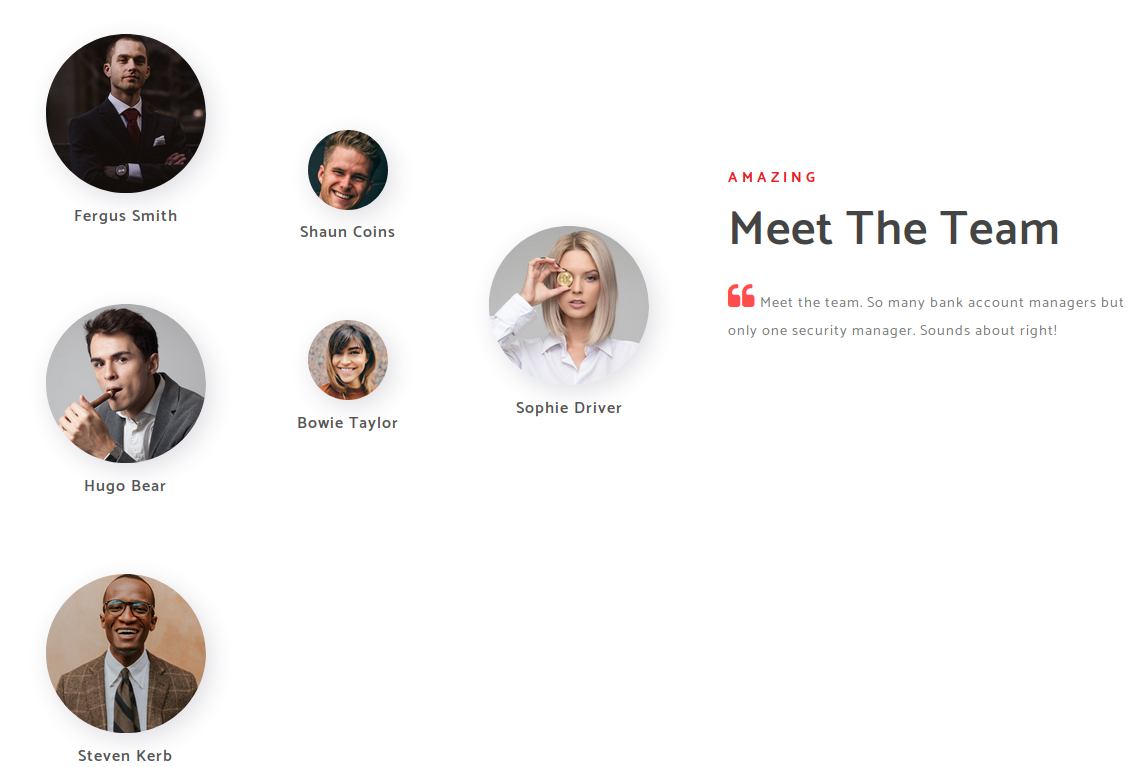 Fergus Smith
Shaun Coins
Hugo Bear
Bowie Taylor
Sophie Driver
Steven Kerb
AMAZING
Meet The Team
Meet the team. So many bank account managers but
only one security manager. Sounds about right!